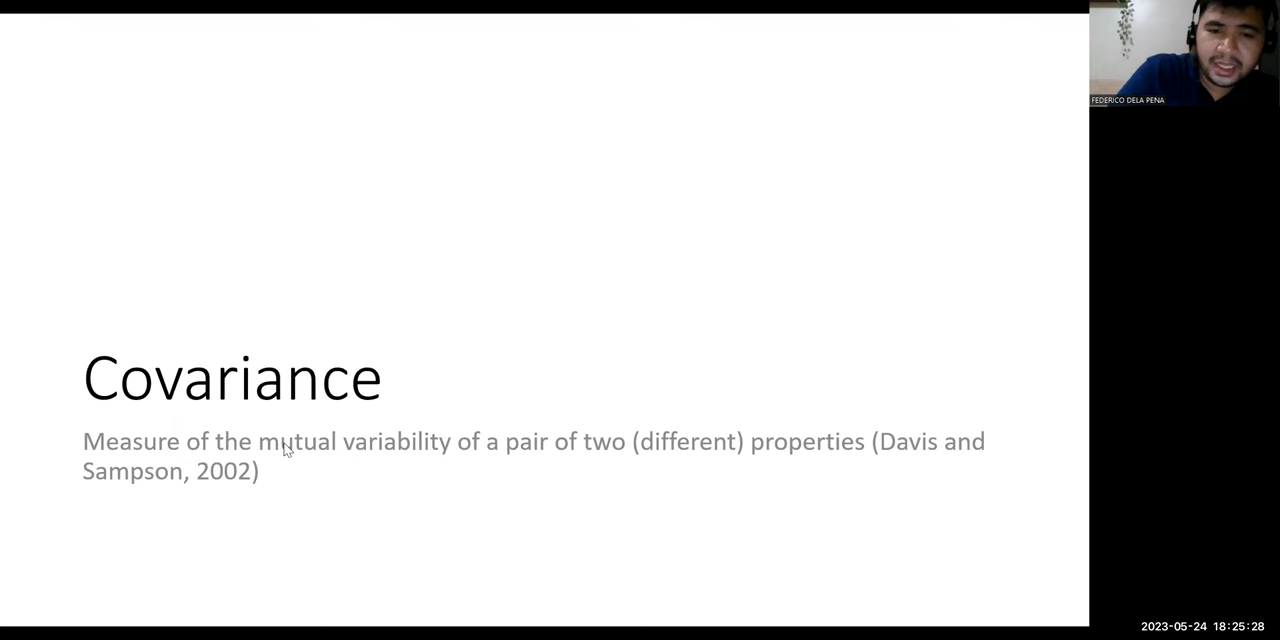 Covariance
Measure of the mutual variability of a pair of two (different) properties (Davis and
Sampson, 2002)
FEDERICO DELA PENA
2023-05-24 18:25:28